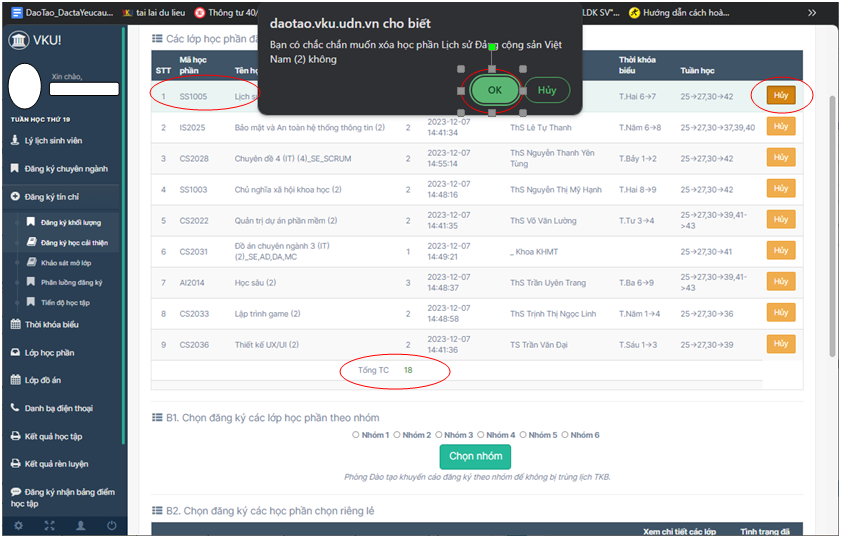 DaoTao_DactaYeucau...
tai lai du lieu
Thông tư 40/
LDK SV"...
Hướng dẫn cách hoà...
»
VKU!
Xin chào,
TUẦN HỌC THỨ 19
Lý lịch sinh viên
Đăng ký chuyên ngành
Đăng ký tín chỉ
Đăng ký khối lượng
Đăng ký học cải thiện
Khảo sát mở lớp
Phân luồng đăng ký
Tiến độ học tập
Thời khóa biểu
Lớp học phần
Lớp đồ án
Danh bạ điện thoại
Kết quả học tập
Kết quả rèn luyện
Đăng ký nhận bảng điểm
học tập
daotao.vku.udn.vn cho biết
Bạn có chắc chắn muốn xóa học phần Lịch sử Đảng cộng sản Việt
Nam (2) không
OK Hủy
Các lớp học phần đã
STT Mã học phần Tên họ Thời khóa biểu Tuần học
1 SS1005 Lịch s T.Hai 6->7 25->27,30->42 Hủy
2 IS2025 Bảo mật và An toàn hệ thống thông tin (2) 2 2023-12-07 14:41:34 ThS Lê Tự Thanh T.Năm 6->8 25->27,30->37,39,40 Hủy
3 CS2028 Chuyên đề 4 (IT) (4)_SE_SCRUM 2 2023-12-07 14:55:14 ThS Nguyễn Thanh Yên Tùng T.Bảy 1->2 25->27,30->42 Hủy
4 SS1003 Chủ nghĩa xã hội khoa học (2) 2 2023-12-07 14:48:16 ThS Nguyễn Thị Mỹ Hạnh T.Hai 8->9 25->27,30->42 Hủy
5 CS2022 Quản trị dự án phần mềm (2) 2 2023-12-07 14:41:35 ThS Võ Văn Lường T.Tư 3->4 25->27,30->39,41->43 Hủy
6 CS2031 Đồ án chuyên ngành 3 (IT) (2)_SE,AD,DA,MC 1 2023-12-07 14:49:21 _ Khoa KHMT 25->27,30->41 Hủy
7 AI2014 Học sâu (2) 3 2023-12-07 14:48:37 ThS Trần Uyên Trang T.Ba 6->9 25->27,30->39,41->43 Hủy
8 CS2033 Lập trình game (2) 2 2023-12-07 14:48:58 ThS Trịnh Thị Ngọc Linh T.Năm 1->4 25->27,30->36 Hủy
9 CS2036 Thiết kế UX/UI (2) 2 2023-12-07 14:41:36 TS Trần Văn Đại T.Sáu 1->3 25->27,30->39 Hủy
Tổng TC 18
B1. Chọn đăng ký các lớp học phần theo nhóm
Nhóm 1 Nhóm 2 Nhóm 3 Nhóm 4 Nhóm 5 Nhóm 6
Chọn nhóm
Phòng Đào tạo khuyến cáo đăng ký theo nhóm để không bị trùng lịch TKB.
B2. Chọn đăng ký các học phần chọn riêng lẻ
Xem chi tiết các lớp Tình trạng đã